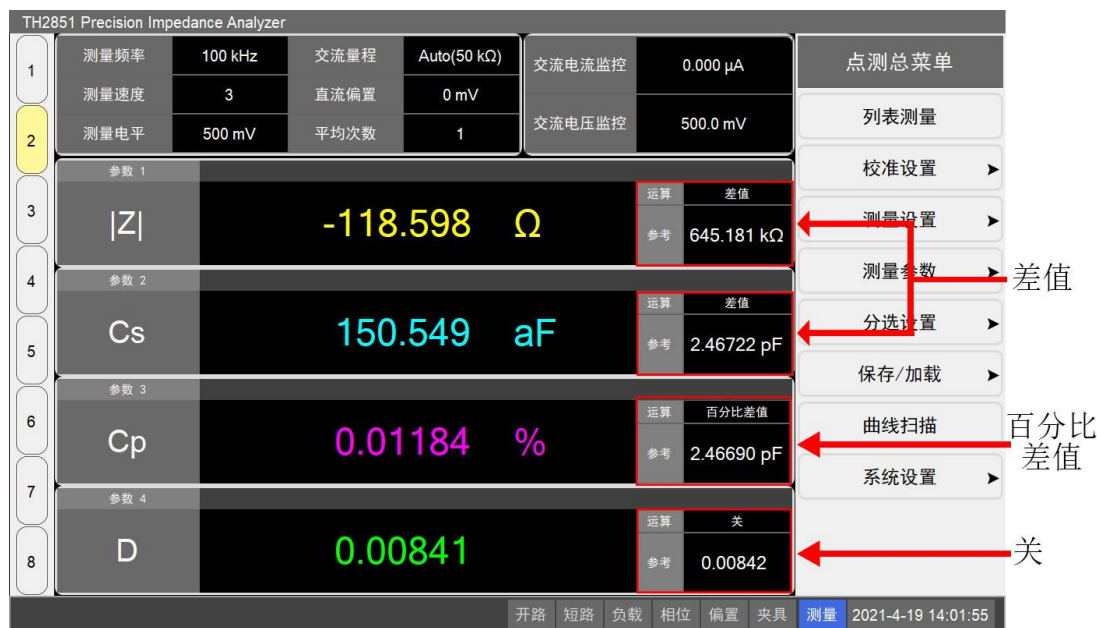 TH2851 Precision Impedance Analyzer
1
2
3
4
5
6
7
8
测量频率 100 kHz 交流量程 Auto(50 kΩ)
测量速度 3 直流偏置 0 mV
测量电平 500 mV 平均次数 1
交流电流监控 0.000 μA
交流电压监控 500.0 mV
参数 1
|Z| -118.598 Ω
运算 差值
参考 645.181 kΩ
参数 2
Cs 150.549 aF
运算 差值
参考 2.46722 pF
参数 3
Cp 0.01184 %
运算 百分比差值
参考 2.46690 pF
参数 4
D 0.00841
运算 关
参考 0.00842
点测总菜单
列表测量
校准设置
测量设置
测量参数
分选设置
保存/加载
曲线扫描
系统设置
差值
百分比
差值
关
开路 短路 负载 相位 偏置 夹具 测量 2021-4-19 14:01:55